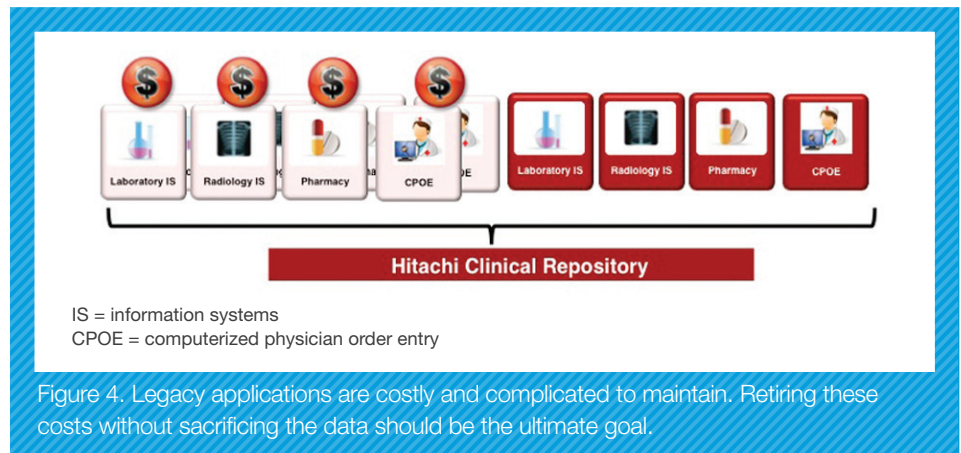 $ $ $ $
Laboratory IS Radiology IS Pharmacy CPOE Laboratory IS Radiology IS Pharmacy CPOE
Hitachi Clinical Repository
IS = information systems
CPOE = computerized physician order entry
Figure 4. Legacy applications are costly and complicated to maintain. Retiring these
costs without sacrificing the data should be the ultimate goal.